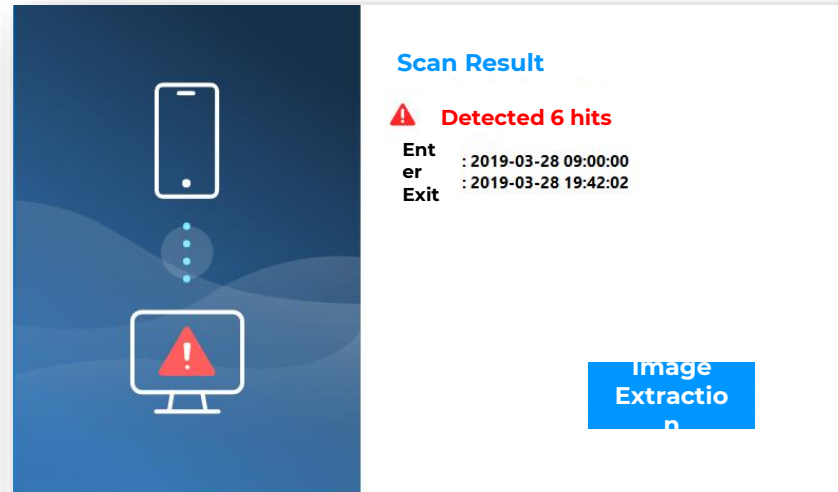 Scan Result
Detected 6 hits
Ent
er
: 2019-03-28 09:00:00
Exit
: 2019-03-28 19:42:02
Image
Extractio
n